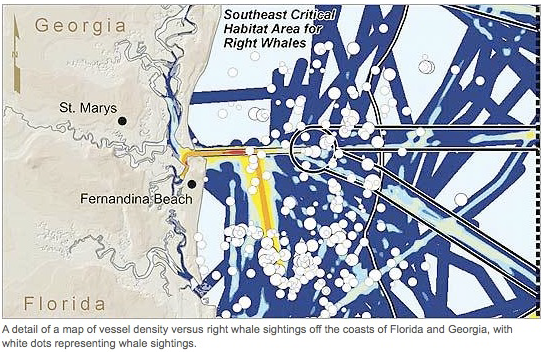 Georgia
Southeast Critical
Habitat Area for
Right Whales
St. Marys
Fernandina Beach
Florida
A detail of a map of vessel density versus right whale sightings off the coasts of Florida and Georgia, with
white dots representing whale sightings.